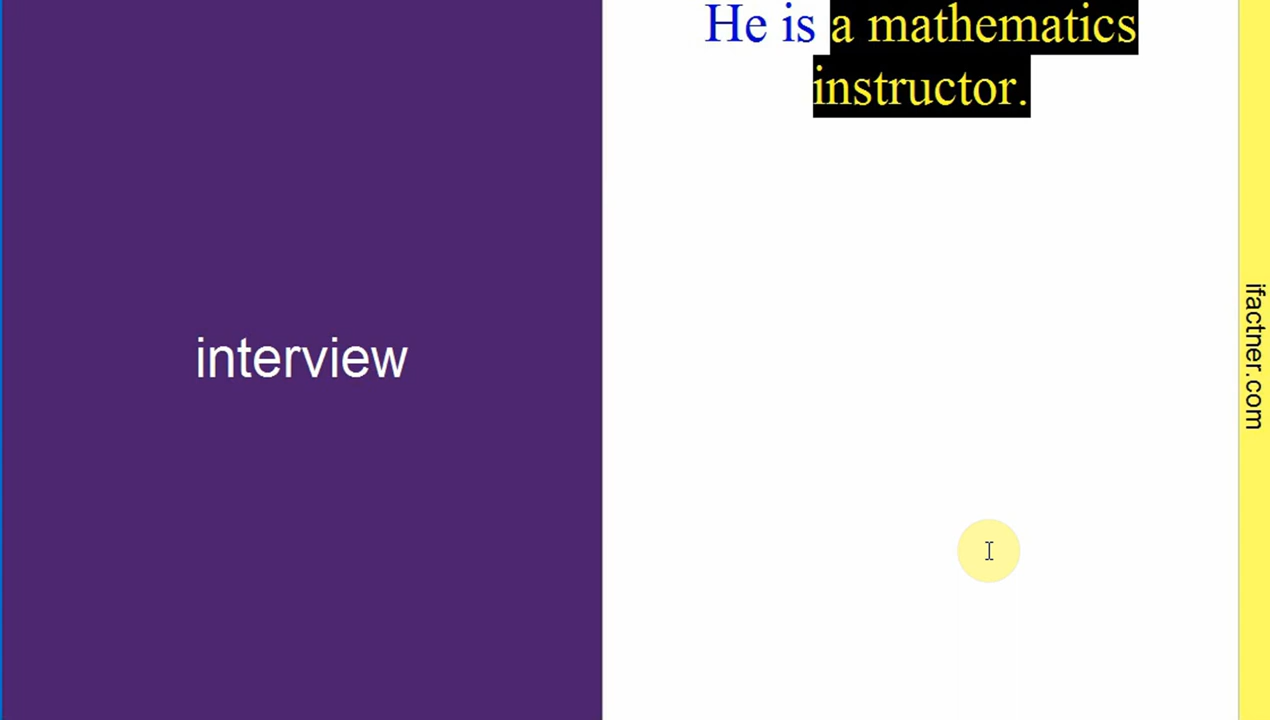 He is a mathematics
instructor.
interview
ifactner.com